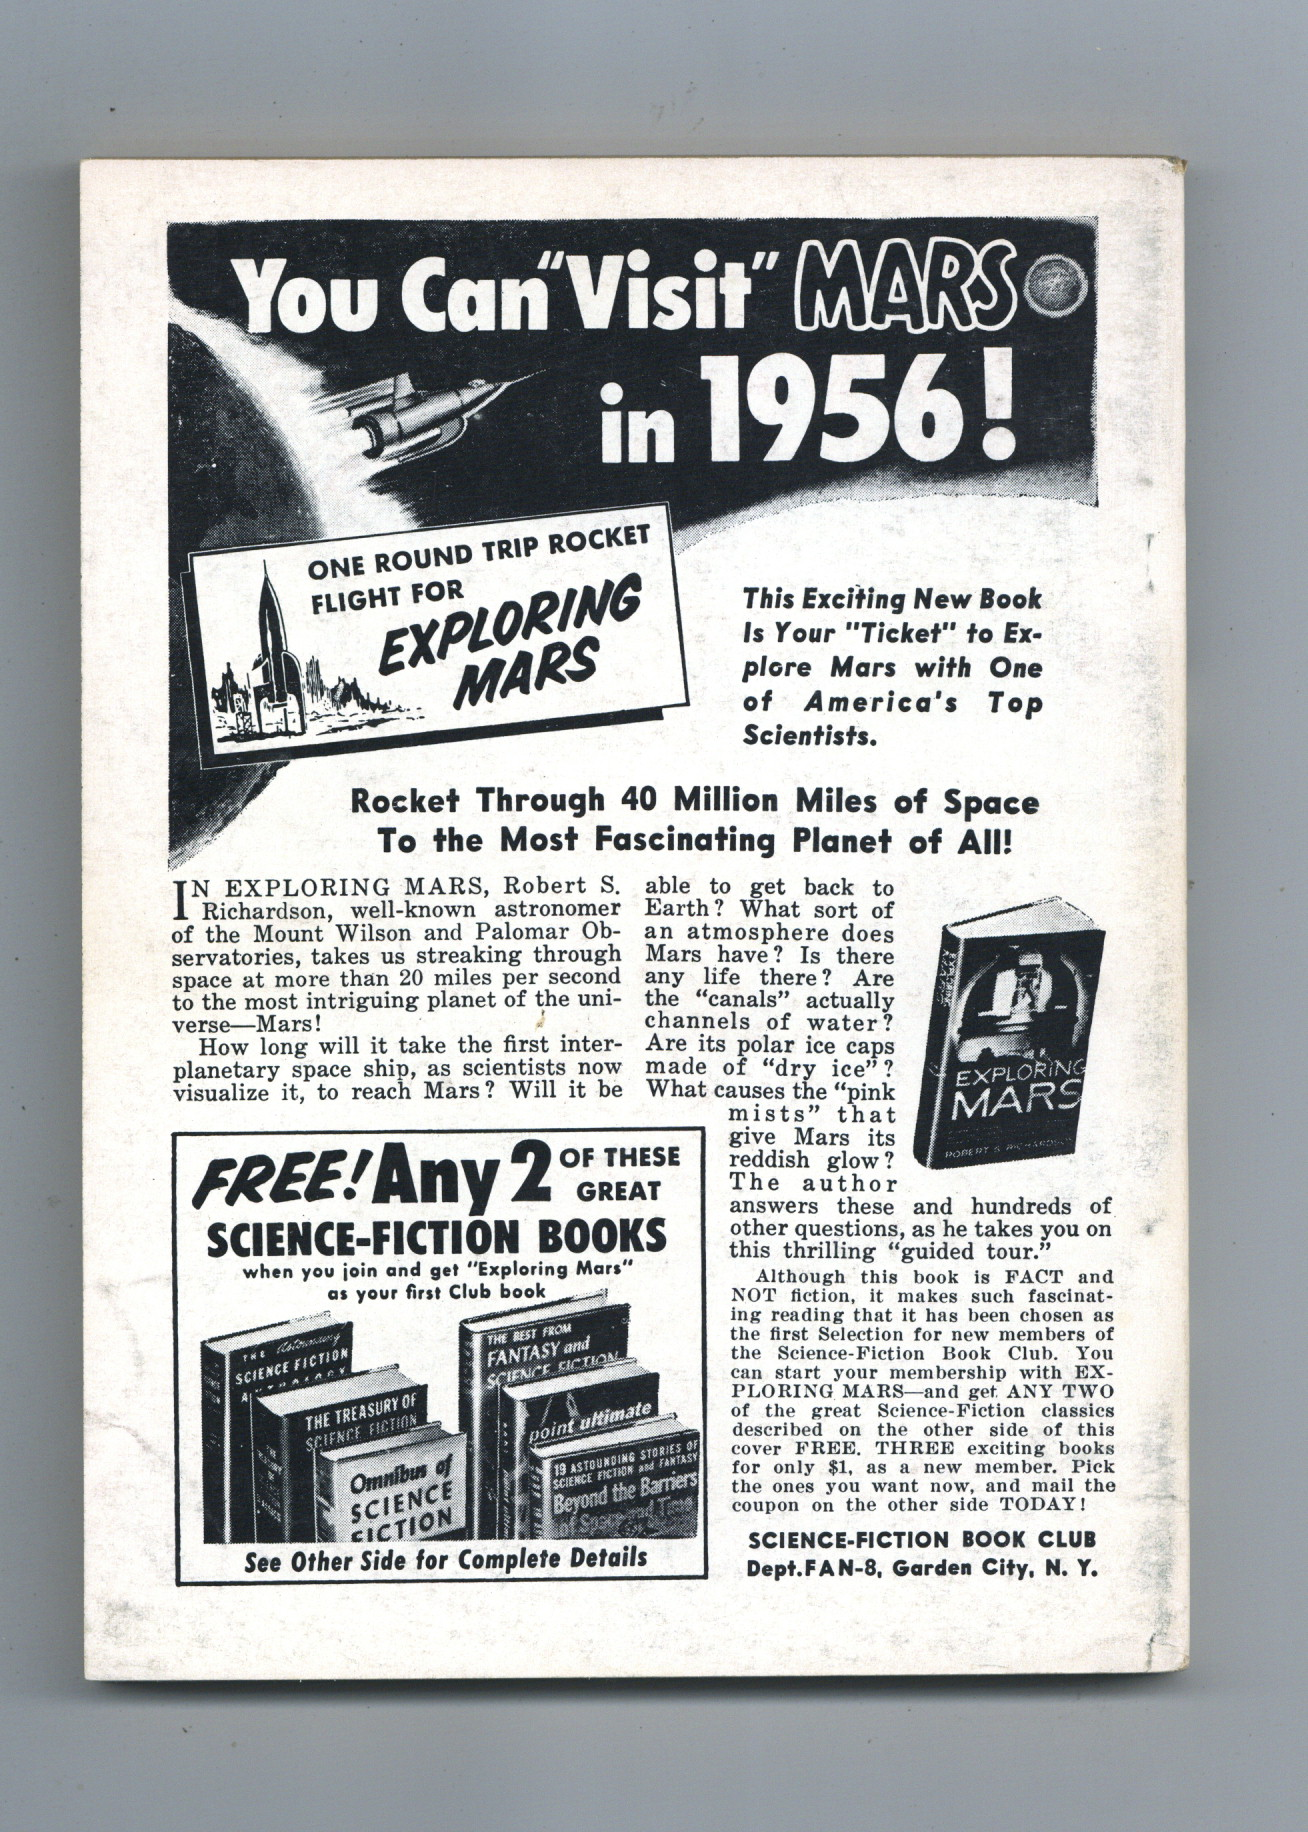 You Can "Visit" MARS
in 1956!
ONE ROUND TRIP ROCKET
FLIGHT FOR
EXPLORING
MARS
This Exciting New Book
Is Your "Ticket" to Ex-
plore Mars with One
of America's Top
Scientists.
Rocket Through 40 Million Miles of Space
To the Most Fascinating Planet of All!
IN EXPLORING MARS, Robert S.
Richardson, well-known astronomer
of the Mount Wilson and Palomar Ob-
servatories, takes us streaking through
space at more than 20 miles per second
to the most intriguing planet of the uni-
verse—Mars!
How long will it take the first inter-
planetary space ship, as scientists now
visualize it, to reach Mars? Will it be
able to get back to
Earth? What sort of
an atmosphere does
Mars have? Is there
any life there? Are
the "canals" actually
channels of water?
Are its polar ice caps
made of "dry ice"?
What causes the "pink
mists" that
give Mars its
reddish glow?
The author
answers these and hundreds of
other questions, as he takes you on
this thrilling "guided tour."
Although this book is FACT and
NOT fiction, it makes such fascinat-
ing reading that it has been chosen as
the first Selection for new members of
the Science-Fiction Book Club. You
can start your membership with EX-
PLORING MARS—and get ANY TWO
of the great Science-Fiction classics
described on the other side of this
cover FREE. THREE exciting books
for only $1, as a new member. Pick
the ones you want now, and mail the
coupon on the other side TODAY!
SCIENCE-FICTION BOOK CLUB
Dept.FAN-8, Garden City, N. Y.
EXPLORING
MARS
ROBERT S. RICHARDSON
FREE! Any 2 OF THESE
GREAT
SCIENCE-FICTION BOOKS
when you join and get "Exploring Mars"
as your first Club book
THE Astounding
SCIENCE FICTION
ANTHOLOGY
THE TREASURY OF
SCIENCE FICTION
Omnibus of
SCIENCE
FICTION
THE BEST FROM
FANTASY and
SCIENCE FICTION
point ultimate
19 ASTOUNDING STORIES OF
SCIENCE FICTION and FANTASY
Beyond the Barriers
of Space and Time
See Other Side for Complete Details